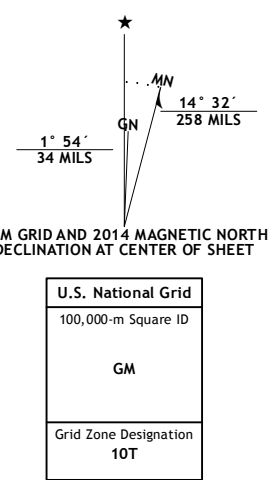 ★
MN
GN
14° 32´
258 MILS
1° 54´
34 MILS
M GRID AND 2014 MAGNETIC NORTH
DECLINATION AT CENTER OF SHEET
U.S. National Grid
100,000-m Square ID
GM
Grid Zone Designation
10T